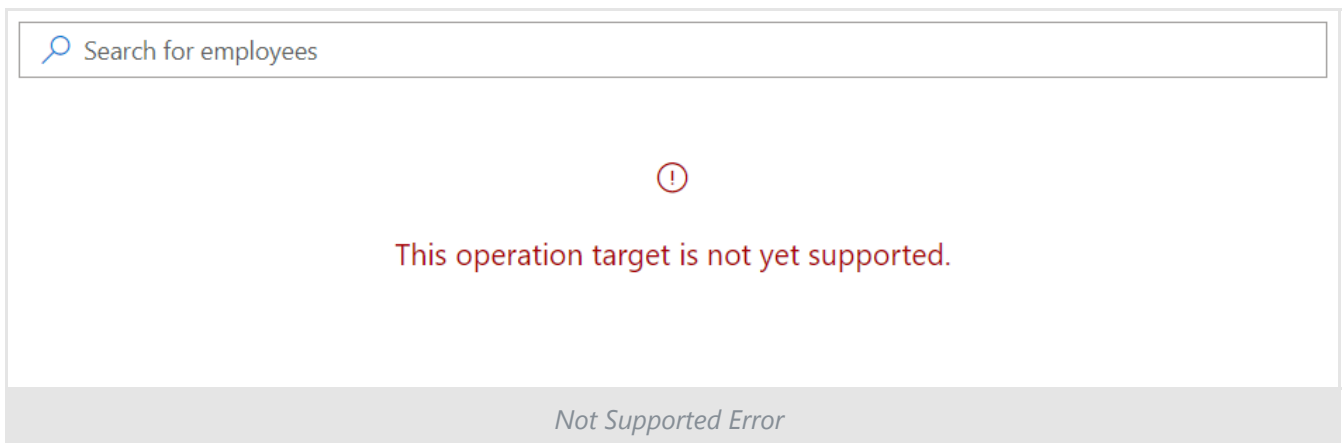 Search for employees
This operation target is not yet supported.
Not Supported Error